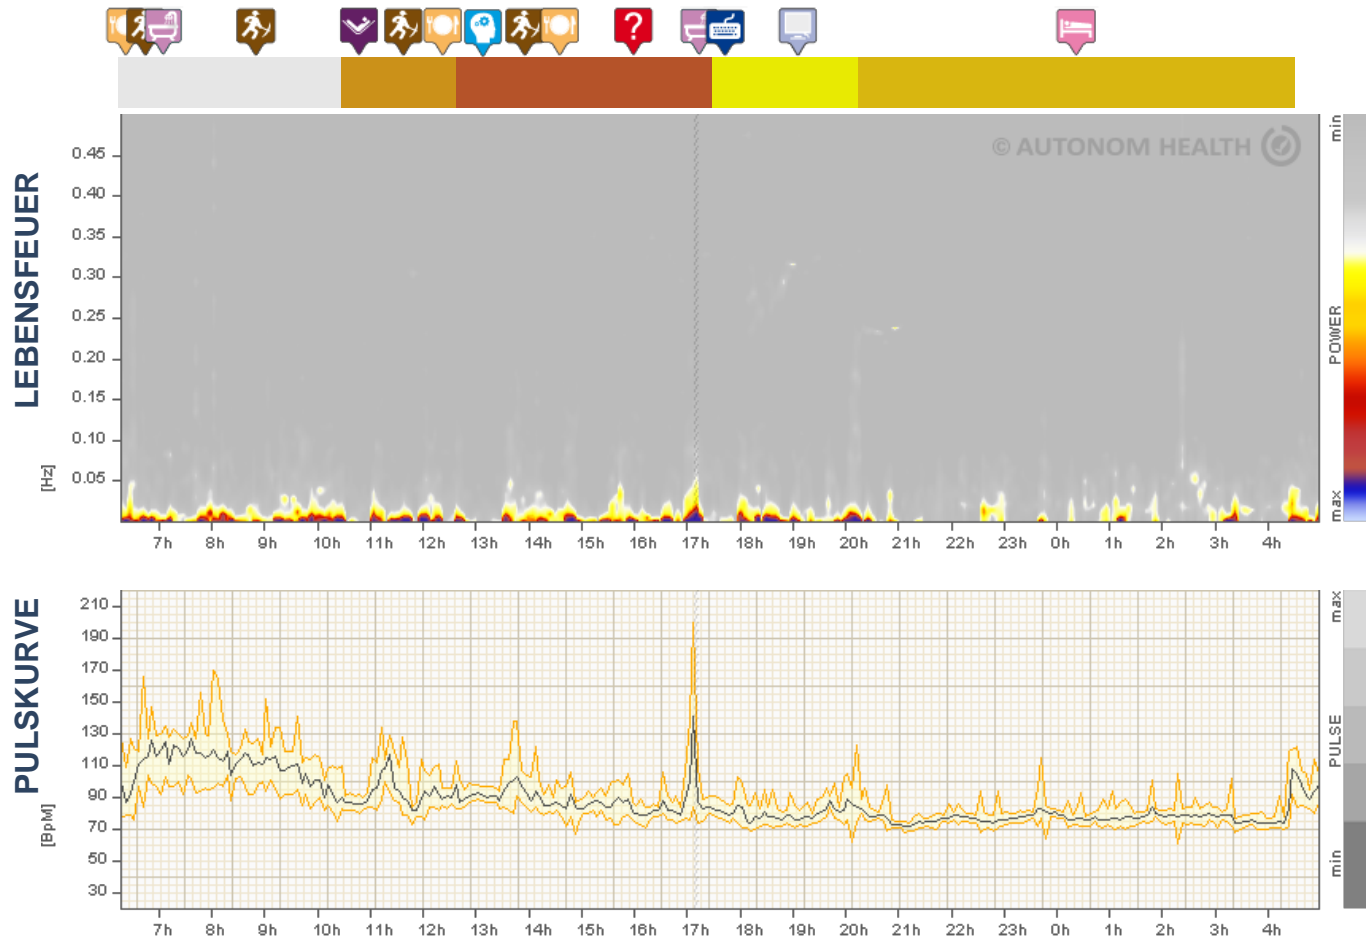 ?
© AUTONOM HEALTH
LEBENSFEUER
[Hz]
0.45
0.40
0.35
0.30
0.25
0.20
0.15
0.10
0.05
7h 8h 9h 10h 11h 12h 13h 14h 15h 16h 17h 18h 19h 20h 21h 22h 23h 0h 1h 2h 3h 4h
min
POWER
max
PULSKURVE
[BpM]
210
190
170
150
130
110
90
70
50
30
7h 8h 9h 10h 11h 12h 13h 14h 15h 16h 17h 18h 19h 20h 21h 22h 23h 0h 1h 2h 3h 4h
max
PULSE
min